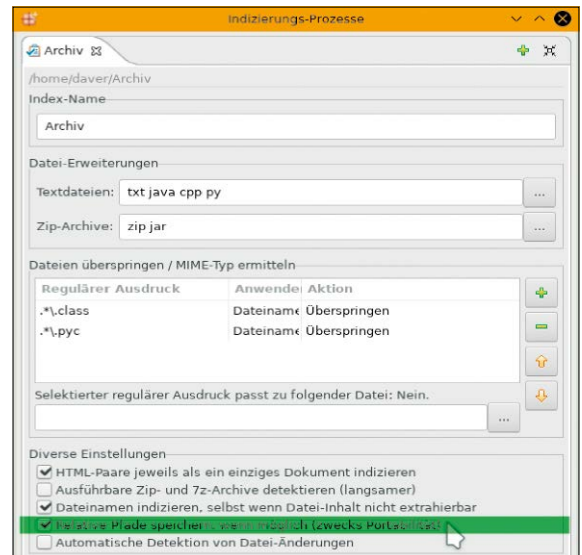 Indizierungs-Prozesse
Archiv
/home/daver/Archiv
Index-Name
Archiv
Datei-Erweiterungen
Textdateien: txt java cpp py ...
Zip-Archive: zip jar ...
Dateien überspringen / MIME-Typ ermitteln
Regulärer Ausdruck Anwende Aktion
.*\.class Dateiname Überspringen
.*\.pyc Dateiname Überspringen
Selektierter regulärer Ausdruck passt zu folgender Datei: Nein.
...
Diverse Einstellungen
HTML-Paare jeweils als ein einziges Dokument indizieren
Ausführbare Zip- und 7z-Archive detektieren (langsamer)
Dateinamen indizieren, selbst wenn Datei-Inhalt nicht extrahierbar
Relative Pfade speichern, wenn möglich (zwecks Portabilität)
Automatische Detektion von Datei-Änderungen